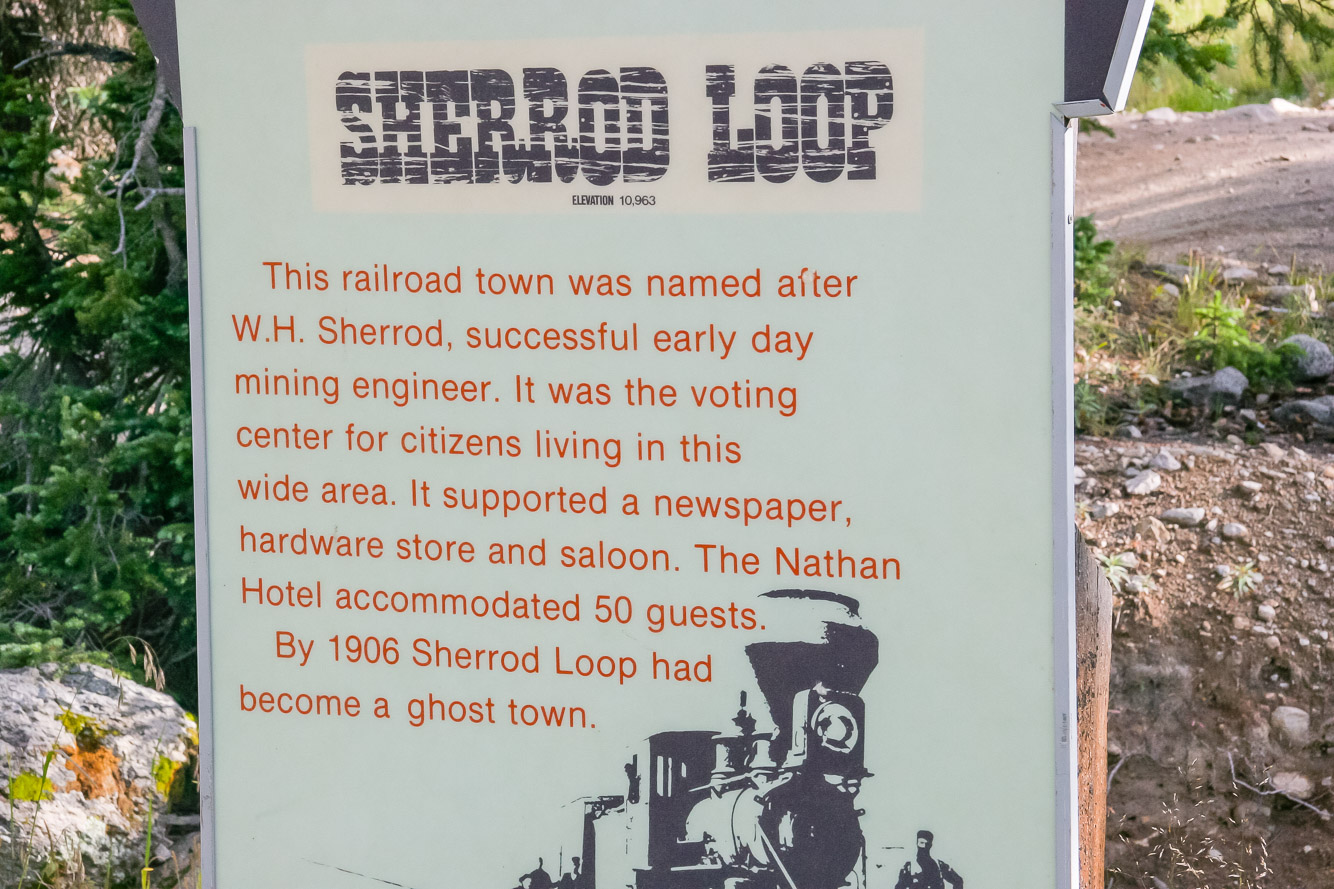 SHERROD LOOP
ELEVATION 10,963
This railroad town was named after
W.H. Sherrod, successful early day
mining engineer. It was the voting
center for citizens living in this
wide area. It supported a newspaper,
hardware store and saloon. The Nathan
Hotel accommodated 50 guests.
By 1906 Sherrod Loop had
become a ghost town.